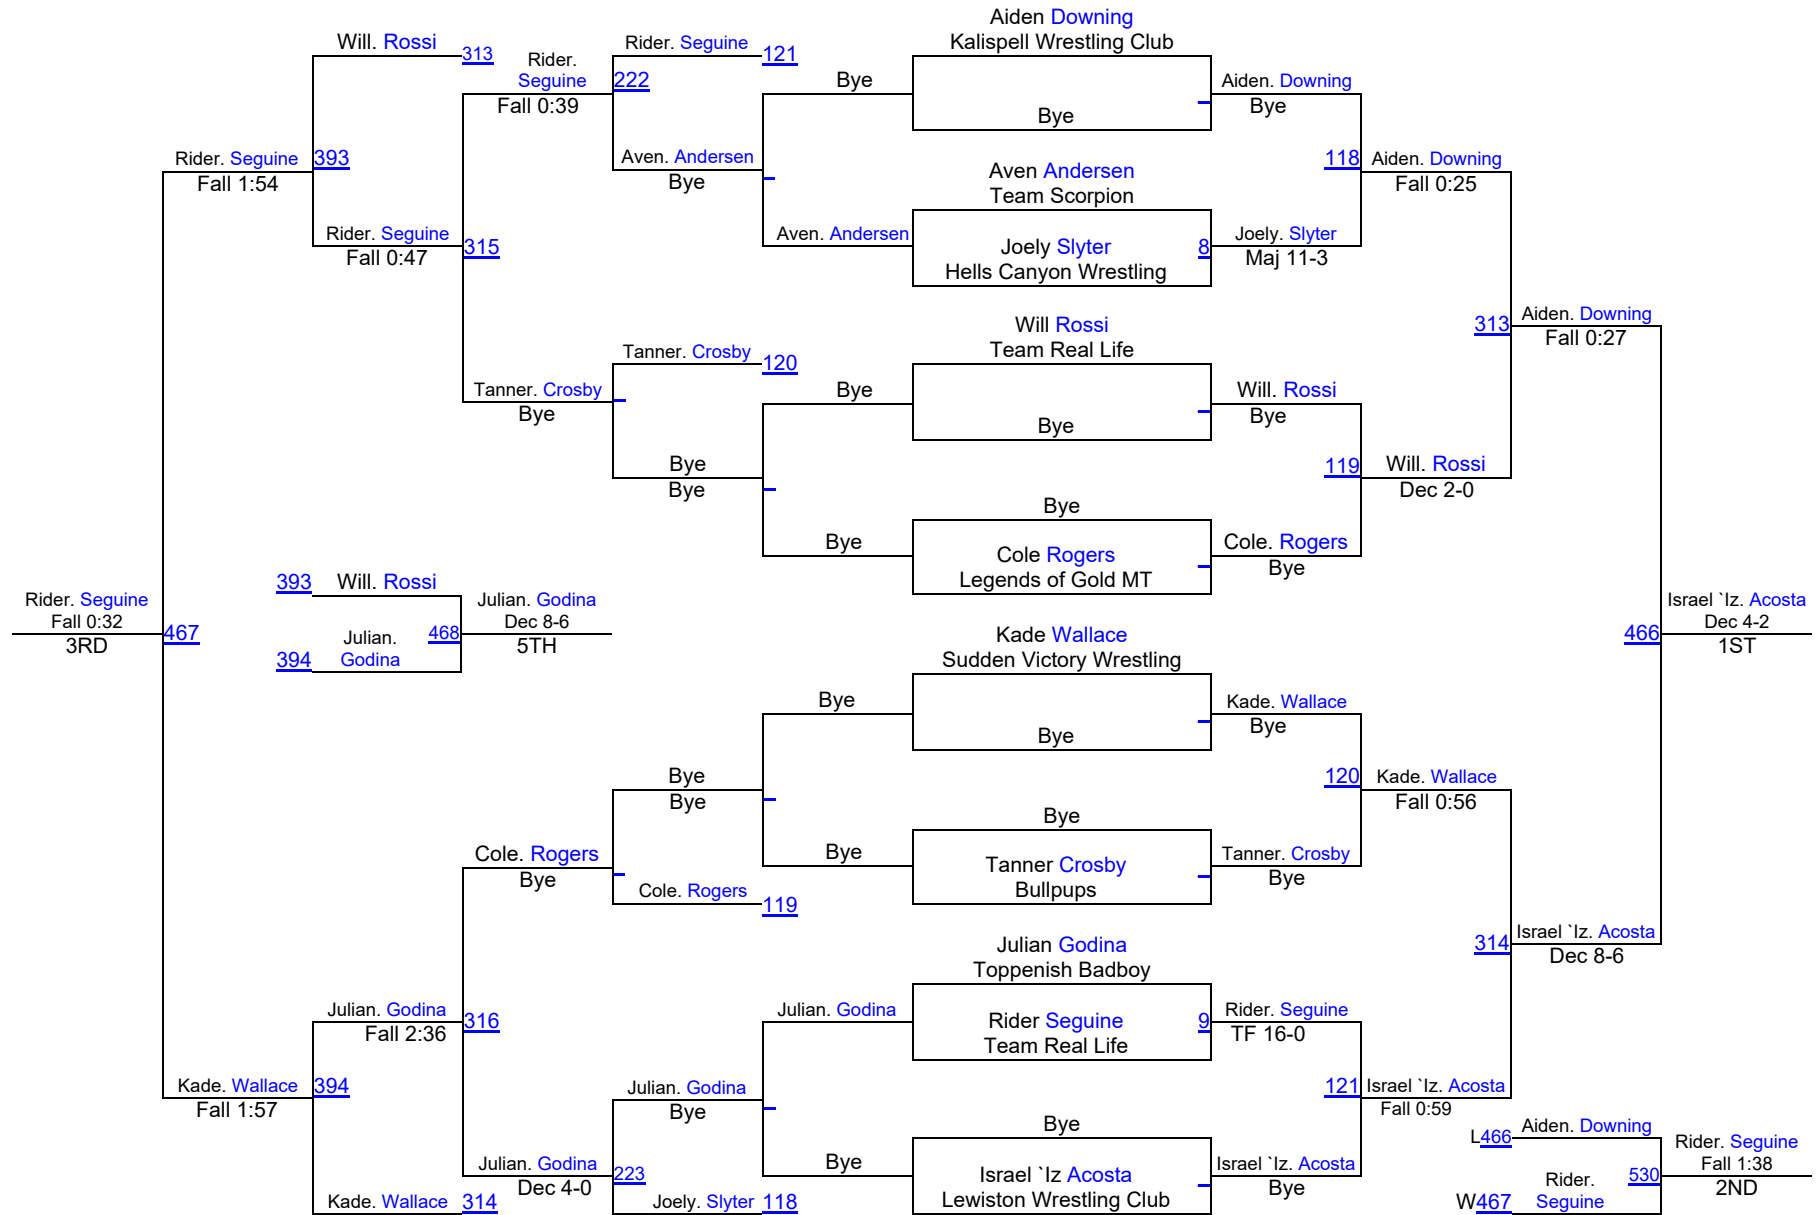 Aiden Downing
Kalispell Wrestling Club
Bye
Aven Andersen
Team Scorpion
Joely Slyter 8
Hells Canyon Wrestling
Will Rossi
Team Real Life
Bye
Bye
Cole Rogers
Legends of Gold MT
Kade Wallace
Sudden Victory Wrestling
Bye
Bye
Tanner Crosby
Bullpups
Julian Godina
Toppenish Badboy
Rider Seguine 9
Team Real Life
Bye
Israel `Iz Acosta
Lewiston Wrestling Club
Aiden. Downing
Bye
Joely. Slyter
Maj 11-3
Will. Rossi
Bye
Cole. Rogers
Bye
Kade. Wallace
Bye
Tanner. Crosby
Bye
Rider. Seguine
TF 16-0
Israel `Iz. Acosta
Bye
118 Aiden. Downing
Fall 0:25
119 Will. Rossi
Dec 2-0
120 Kade. Wallace
Fall 0:56
121 Israel `Iz. Acosta
Fall 0:59
313 Aiden. Downing
Fall 0:27
314 Israel `Iz. Acosta
Dec 8-6
466
Israel `Iz. Acosta
Dec 4-2
1ST
L466 Aiden. Downing
W467 Rider.
Seguine
530
Rider. Seguine
Fall 1:38
2ND
Bye
Aven. Andersen
Bye
Bye
Bye
Bye
Julian. Godina
Bye
Rider. Seguine 121
Aven. Andersen
Bye
Tanner. Crosby 120
Bye
Bye
Bye
Bye
Cole. Rogers 119
Julian. Godina
Bye
Joely. Slyter 118
Rider.
Seguine 222
Fall 0:39
Tanner. Crosby
Bye
Cole. Rogers
Bye
Julian. Godina 223
Dec 4-0
Will. Rossi 313
Rider. Seguine 315
Fall 0:47
Julian. Godina 316
Fall 2:36
Kade. Wallace 314
Rider. Seguine 393
Fall 1:54
Kade. Wallace 394
Fall 1:57
Rider. Seguine
Fall 0:32
3RD
467
393 Will. Rossi
Julian.
394 Godina
468
Julian. Godina
Dec 8-6
5TH